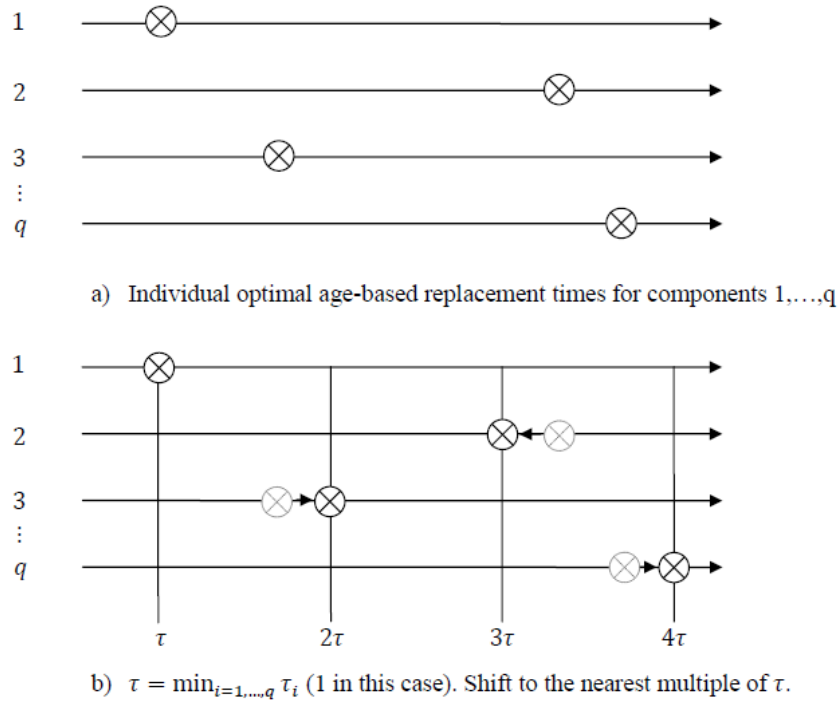 1
2
3
⋮
q
a) Individual optimal age-based replacement times for components 1,…,q
1
2
3
⋮
q
τ 2τ 3τ 4τ
b) τ = min_{i=1,…,q} τ_i (1 in this case). Shift to the nearest multiple of τ.